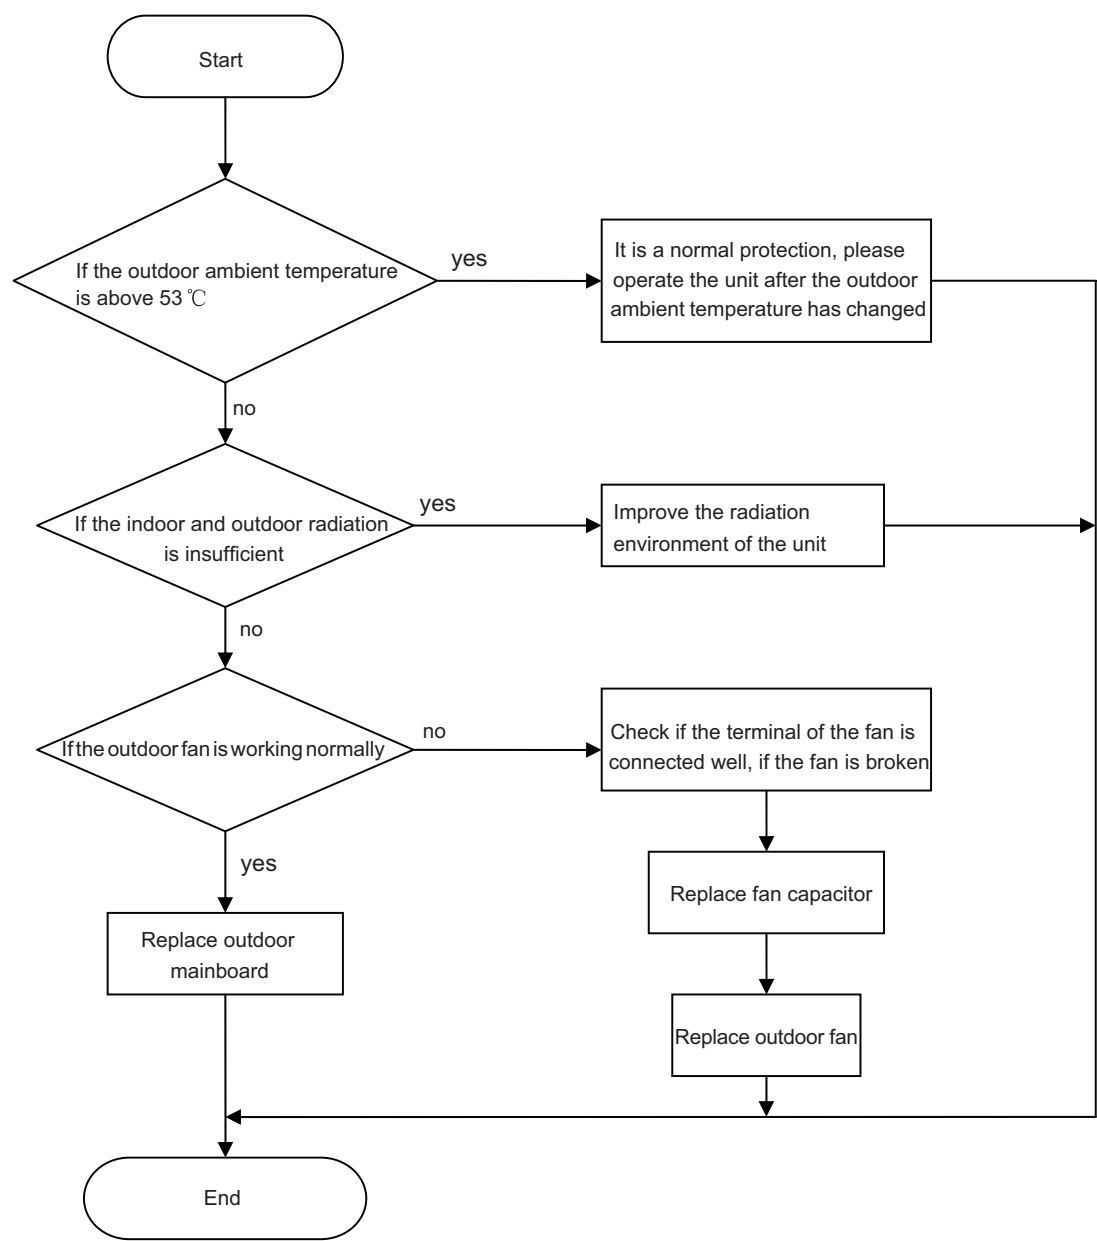 Start
If the outdoor ambient temperature
is above 53 ℃
yes
It is a normal protection, please
operate the unit after the outdoor
ambient temperature has changed
no
If the indoor and outdoor radiation
is insufficient
yes
Improve the radiation
environment of the unit
no
If the outdoor fan is working normally
no
Check if the terminal of the fan is
connected well, if the fan is broken
yes
Replace fan capacitor
Replace outdoor
mainboard
Replace outdoor fan
End